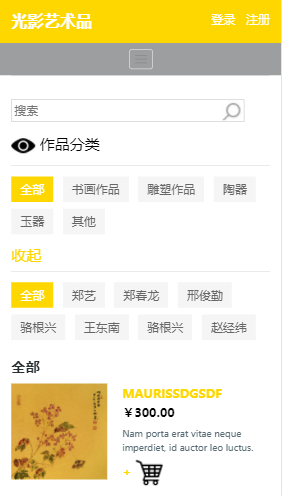 光影艺术品 登录 注册
搜索
作品分类
全部 书画作品 雕塑作品 陶器
玉器 其他
收起
全部 郑艺 郑春龙 邢俊勤
骆根兴 王东南 骆根兴 赵经纬
全部
MAURISSDGSDF
￥300.00
Nam porta erat vitae neque
imperdiet, id auctor leo luctus.
+